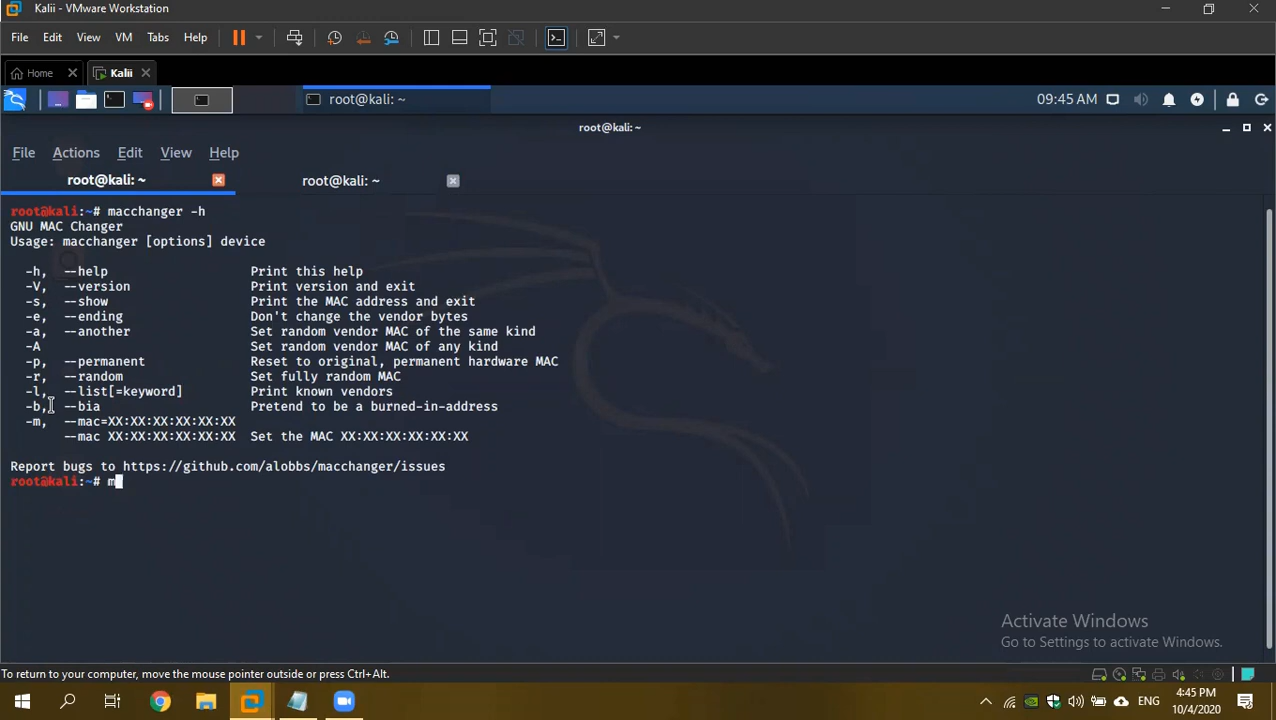 Kalii - VMware Workstation
File Edit View VM Tabs Help
Home Kalii
root@kali: ~ 09:45 AM
root@kali: ~
File Actions Edit View Help
root@kali: ~ root@kali: ~
root@kali:~# macchanger -h
GNU MAC Changer
Usage: macchanger [options] device
-h, --help Print this help
-V, --version Print version and exit
-s, --show Print the MAC address and exit
-e, --ending Don't change the vendor bytes
-a, --another Set random vendor MAC of the same kind
-A Set random vendor MAC of any kind
-p, --permanent Reset to original, permanent hardware MAC
-r, --random Set fully random MAC
-l, --list[=keyword] Print known vendors
-b, --bia Pretend to be a burned-in-address
-m, --mac=XX:XX:XX:XX:XX:XX
--mac XX:XX:XX:XX:XX:XX Set the MAC XX:XX:XX:XX:XX:XX
Report bugs to https://github.com/alobbs/macchanger/issues
root@kali:~# m
Activate Windows
Go to Settings to activate Windows.
To return to your computer, move the mouse pointer outside or press Ctrl+Alt.
ENG 4:45 PM
10/4/2020